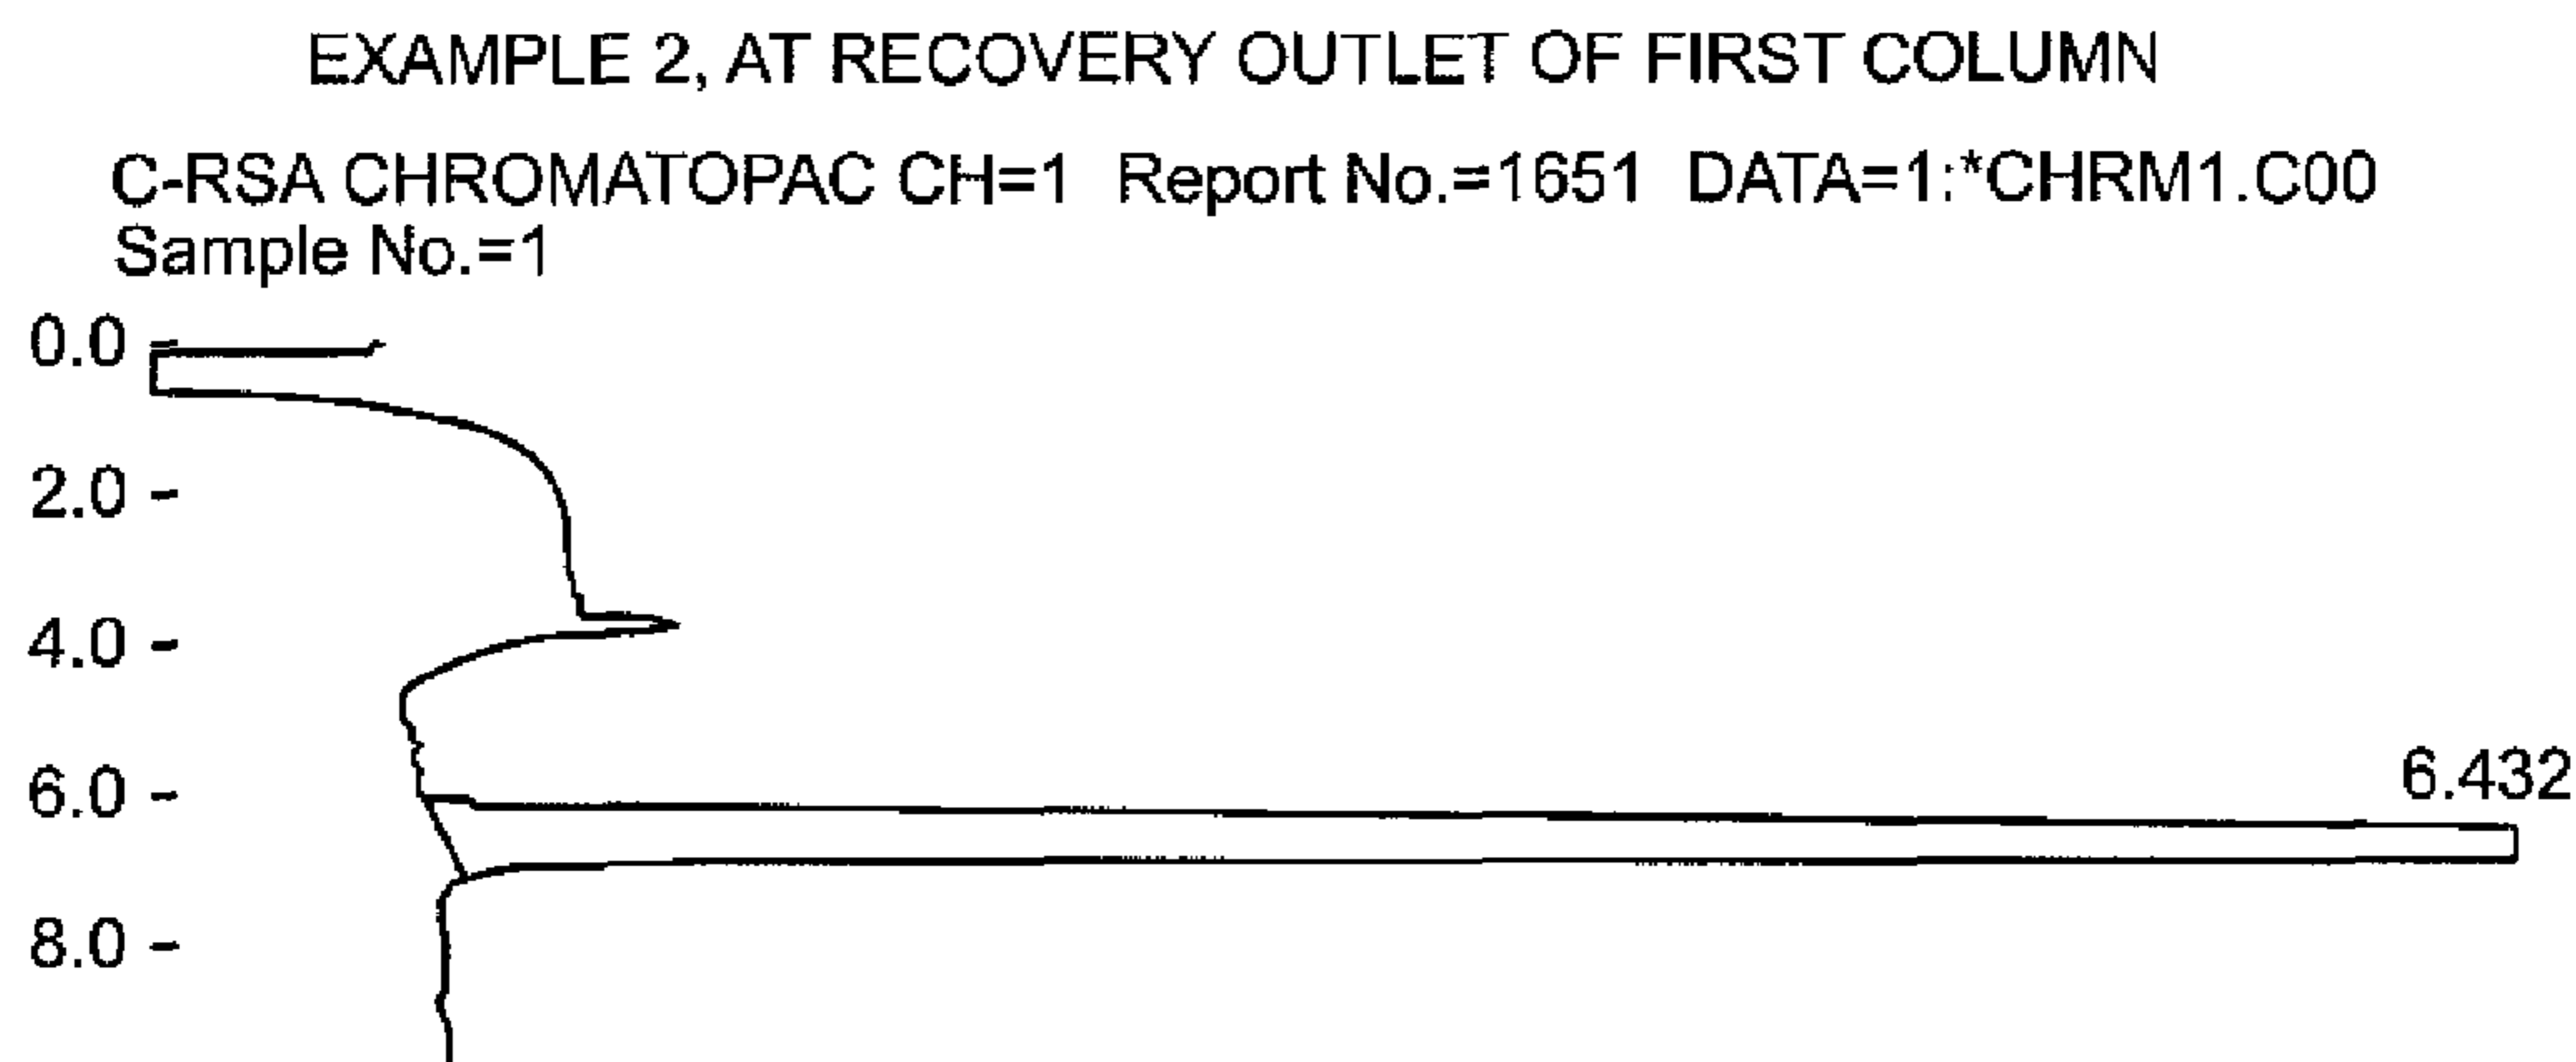 EXAMPLE 2, AT RECOVERY OUTLET OF FIRST COLUMN
C-RSA CHROMATOPAC CH=1 Report No.=1651 DATA=1:*CHRM1.C00
Sample No.=1
0.0
2.0
4.0
6.0
6.432
8.0